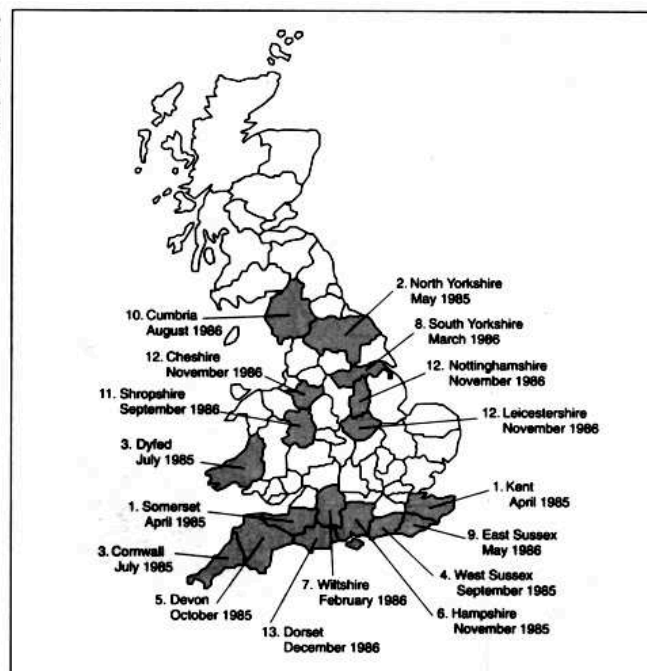 2. North Yorkshire
May 1985
10. Cumbria
August 1986
8. South Yorkshire
March 1986
12. Cheshire
November 1986
12. Nottinghamshire
November 1986
11. Shropshire
September 1986
12. Leicestershire
November 1986
3. Dyfed
July 1985
1. Kent
April 1985
1. Somerset
April 1985
9. East Sussex
May 1986
3. Cornwall
July 1985
4. West Sussex
September 1985
7. Wiltshire
February 1986
5. Devon
October 1985
6. Hampshire
November 1985
13. Dorset
December 1986